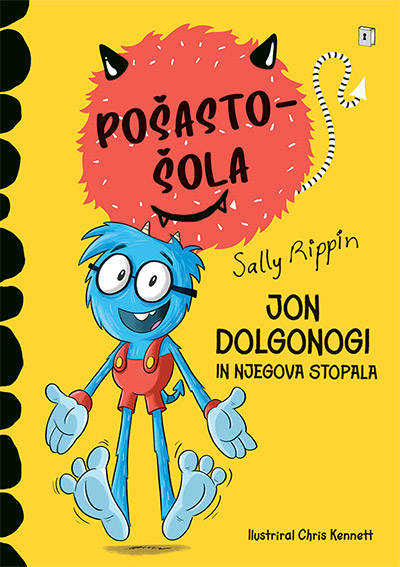 POŠASTO-
ŠOLA
Sally Rippin
JON
DOLGONOGI
IN NJEGOVA STOPALA
Ilustriral Chris Kennett